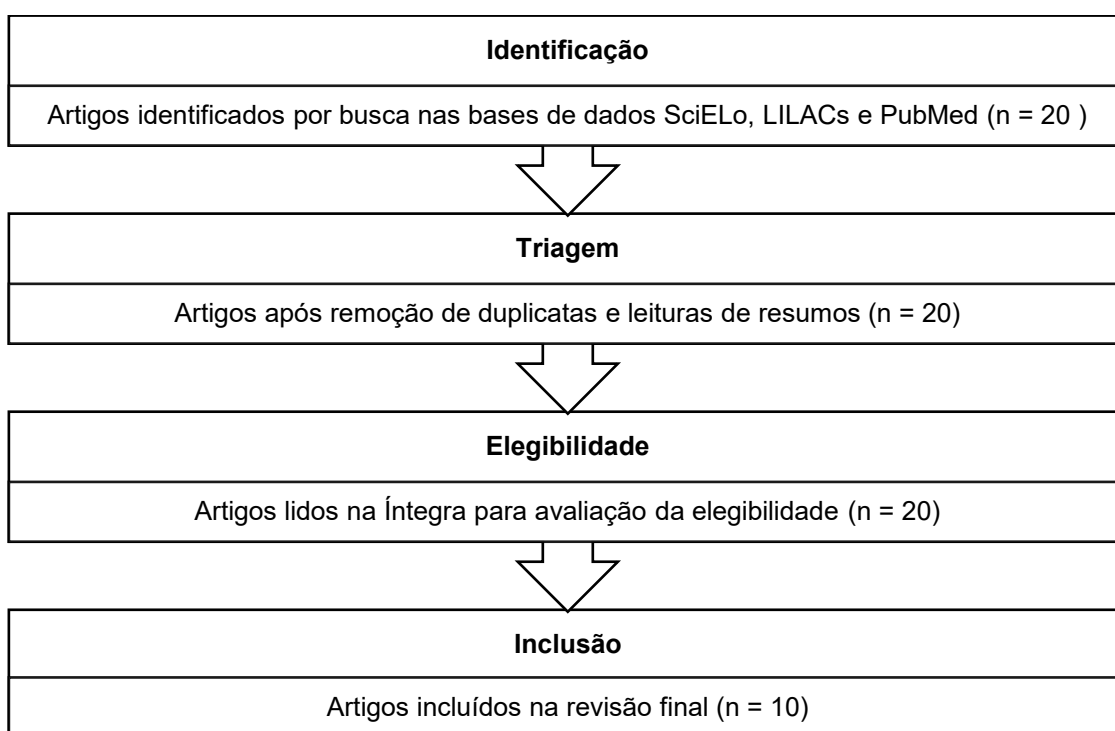 Identificação
Artigos identificados por busca nas bases de dados SciELo, LILACs e PubMed (n = 20 )
Triagem
Artigos após remoção de duplicatas e leituras de resumos (n = 20)
Elegibilidade
Artigos lidos na Íntegra para avaliação da elegibilidade (n = 20)
Inclusão
Artigos incluídos na revisão final (n = 10)